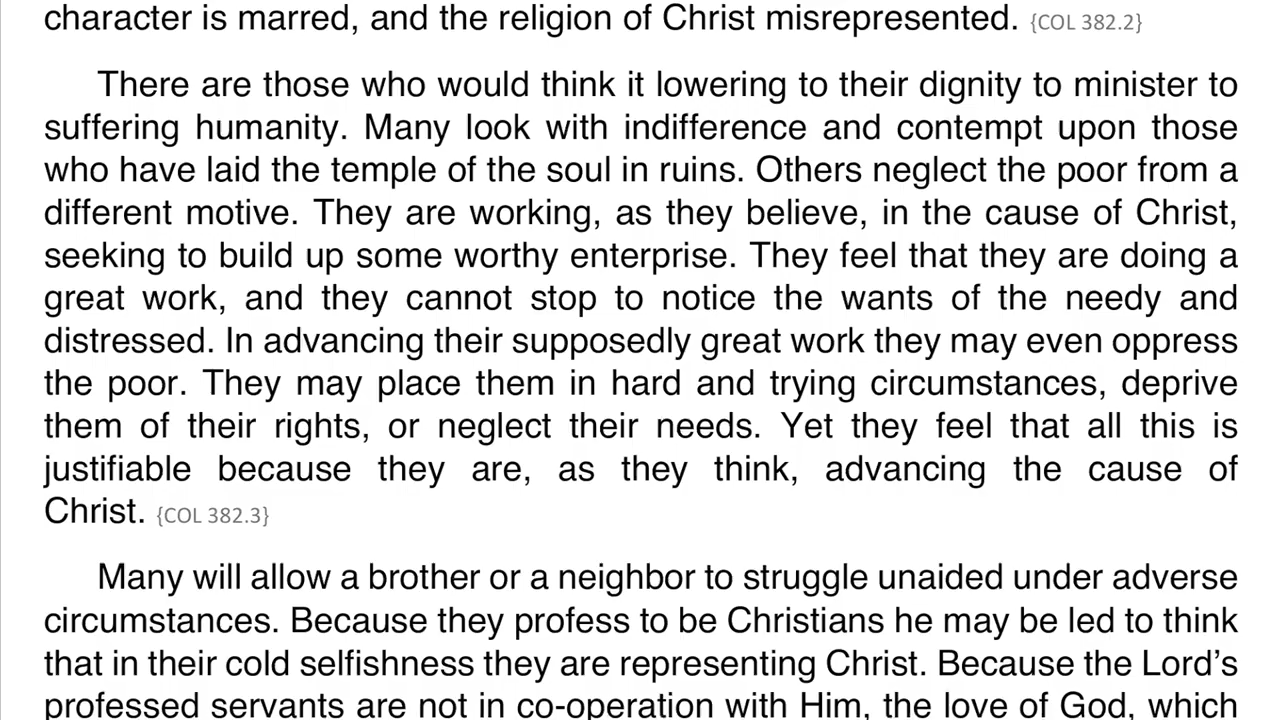 character is marred, and the religion of Christ misrepresented. {COL 382.2}
There are those who would think it lowering to their dignity to minister to
suffering humanity. Many look with indifference and contempt upon those
who have laid the temple of the soul in ruins. Others neglect the poor from a
different motive. They are working, as they believe, in the cause of Christ,
seeking to build up some worthy enterprise. They feel that they are doing a
great work, and they cannot stop to notice the wants of the needy and
distressed. In advancing their supposedly great work they may even oppress
the poor. They may place them in hard and trying circumstances, deprive
them of their rights, or neglect their needs. Yet they feel that all this is
justifiable because they are, as they think, advancing the cause of
Christ. {COL 382.3}
Many will allow a brother or a neighbor to struggle unaided under adverse
circumstances. Because they profess to be Christians he may be led to think
that in their cold selfishness they are representing Christ. Because the Lord’s
professed servants are not in co-operation with Him, the love of God, which